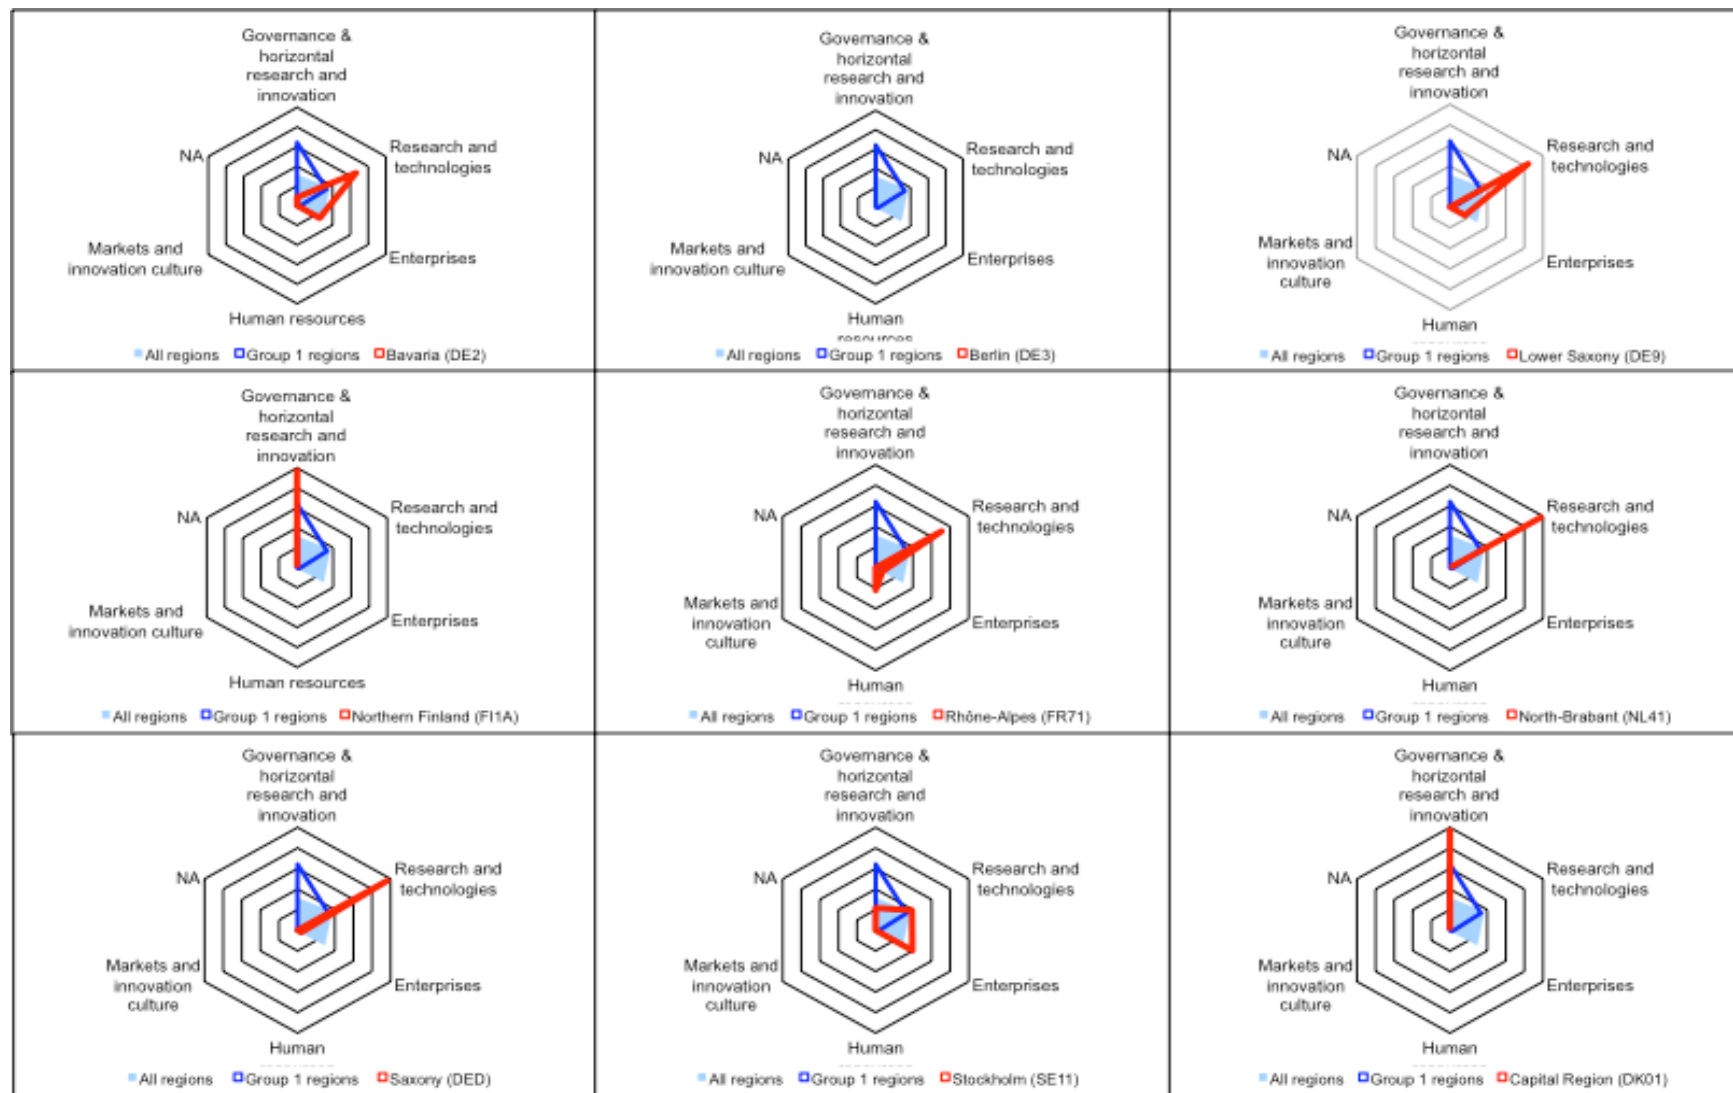 Governance &
horizontal
research and
innovation
NA
Research and
technologies
Markets and
innovation culture
Enterprises
Human resources
All regions Group 1 regions Bavaria (DE2)
Governance &
horizontal
research and
innovation
NA
Research and
technologies
Markets and
innovation culture
Enterprises
Human
resources
All regions Group 1 regions Berlin (DE3)
Governance &
horizontal
research and
innovation
NA
Research and
technologies
Markets and
innovation
culture
Enterprises
Human
All regions Group 1 regions Lower Saxony (DE9)
Governance &
horizontal
research and
innovation
NA
Research and
technologies
Markets and
innovation culture
Enterprises
Human resources
All regions Group 1 regions Northern Finland (FI1A)
Governance &
horizontal
research and
innovation
NA
Research and
technologies
Markets and
innovation
culture
Enterprises
Human
All regions Group 1 regions Rhône-Alpes (FR71)
Governance &
horizontal
research and
innovation
NA
Research and
technologies
Markets and
innovation
culture
Enterprises
Human
All regions Group 1 regions North-Brabant (NL41)
Governance &
horizontal
research and
innovation
NA
Research and
technologies
Markets and
innovation
culture
Enterprises
Human
All regions Group 1 regions Saxony (DED)
Governance &
horizontal
research and
innovation
NA
Research and
technologies
Markets and
innovation
culture
Enterprises
Human
All regions Group 1 regions Stockholm (SE11)
Governance &
horizontal
research and
innovation
NA
Research and
technologies
Markets and
innovation
culture
Enterprises
Human
All regions Group 1 regions Capital Region (DK01)